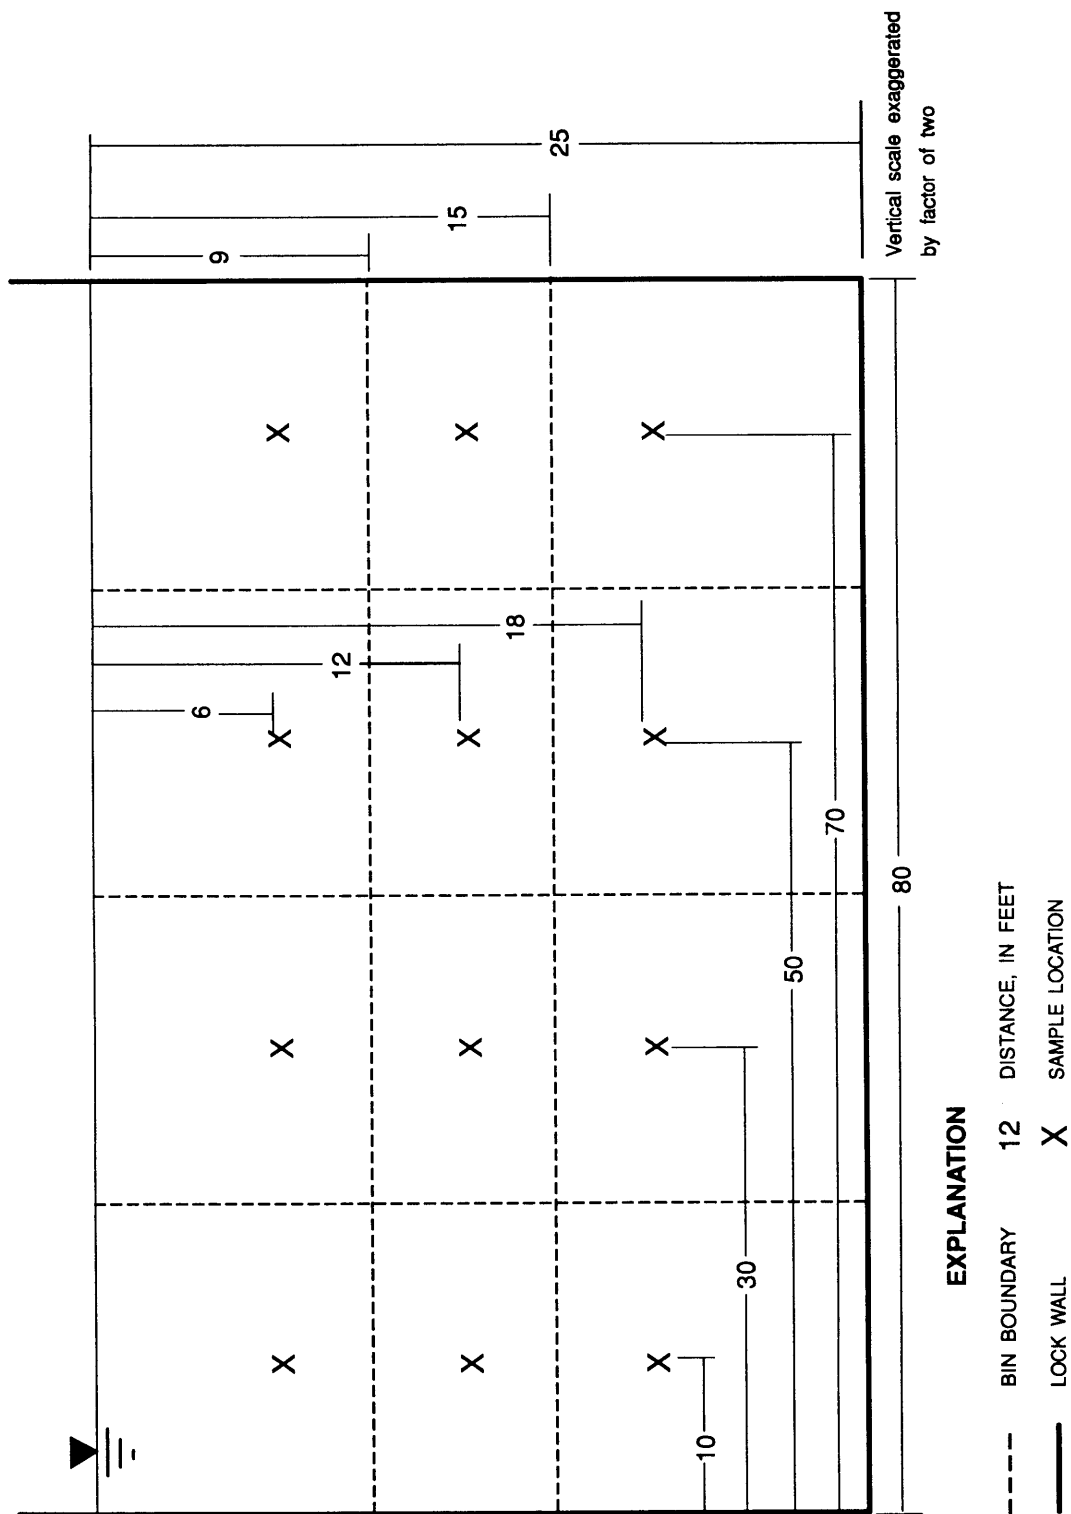 9
15
25
6
12
18
10
30
50
70
80
Vertical scale exaggerated
by factor of two
EXPLANATION
BIN BOUNDARY 12 DISTANCE, IN FEET
LOCK WALL X SAMPLE LOCATION